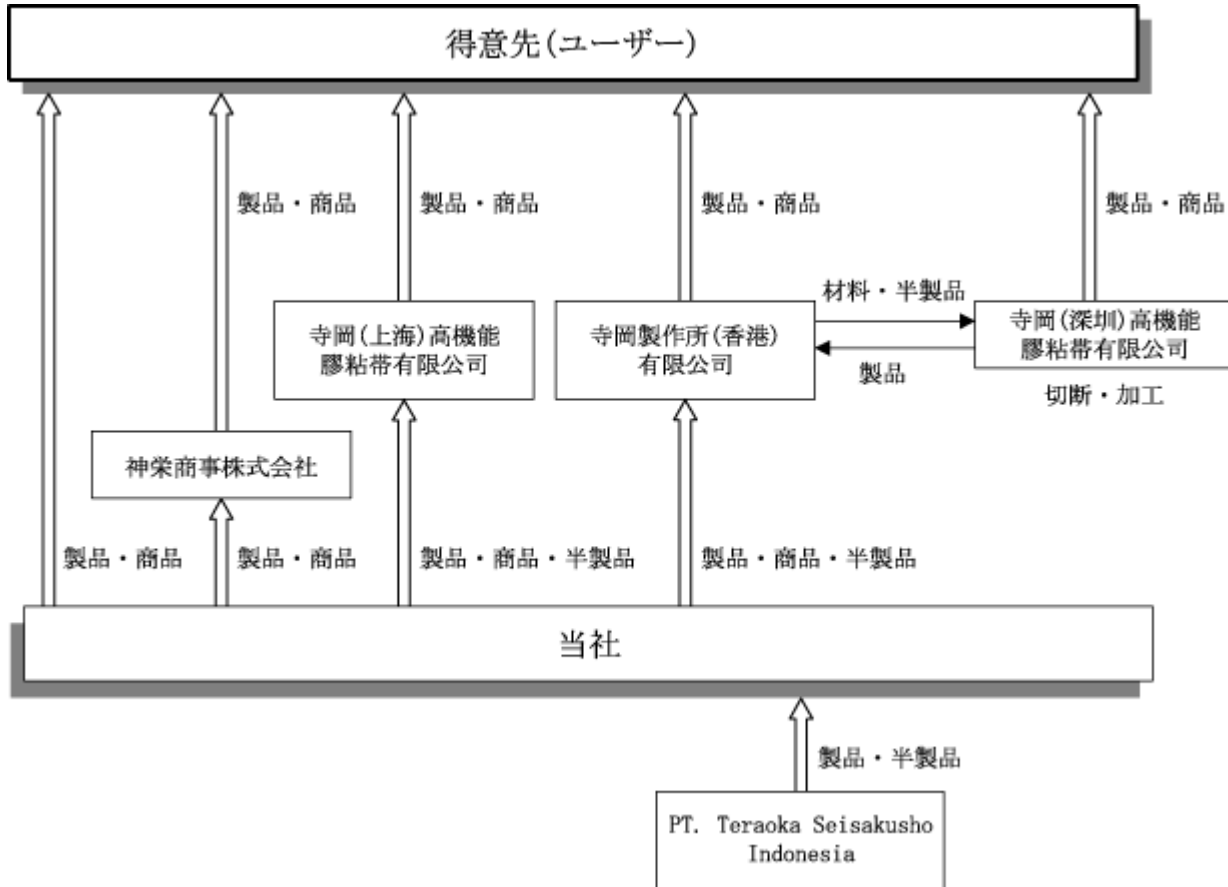 得意先(ユーザー)
製品・商品
製品・商品
製品・商品
製品・商品
材料・半製品
寺岡(上海)高機能
膠粘帯有限公司
寺岡製作所(香港)
有限公司
寺岡(深圳)高機能
膠粘帯有限公司
製品
切断・加工
神栄商事株式会社
製品・商品
製品・商品
製品・商品・半製品
製品・商品・半製品
当社
製品・半製品
PT. Teraoka Seisakusho
Indonesia